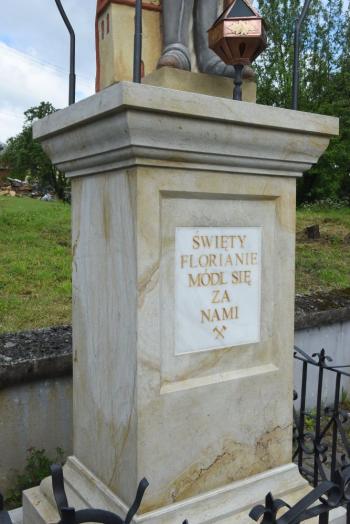 ŚWIĘTY
FLORIANIE
MÓDL SIĘ
ZA
NAMI